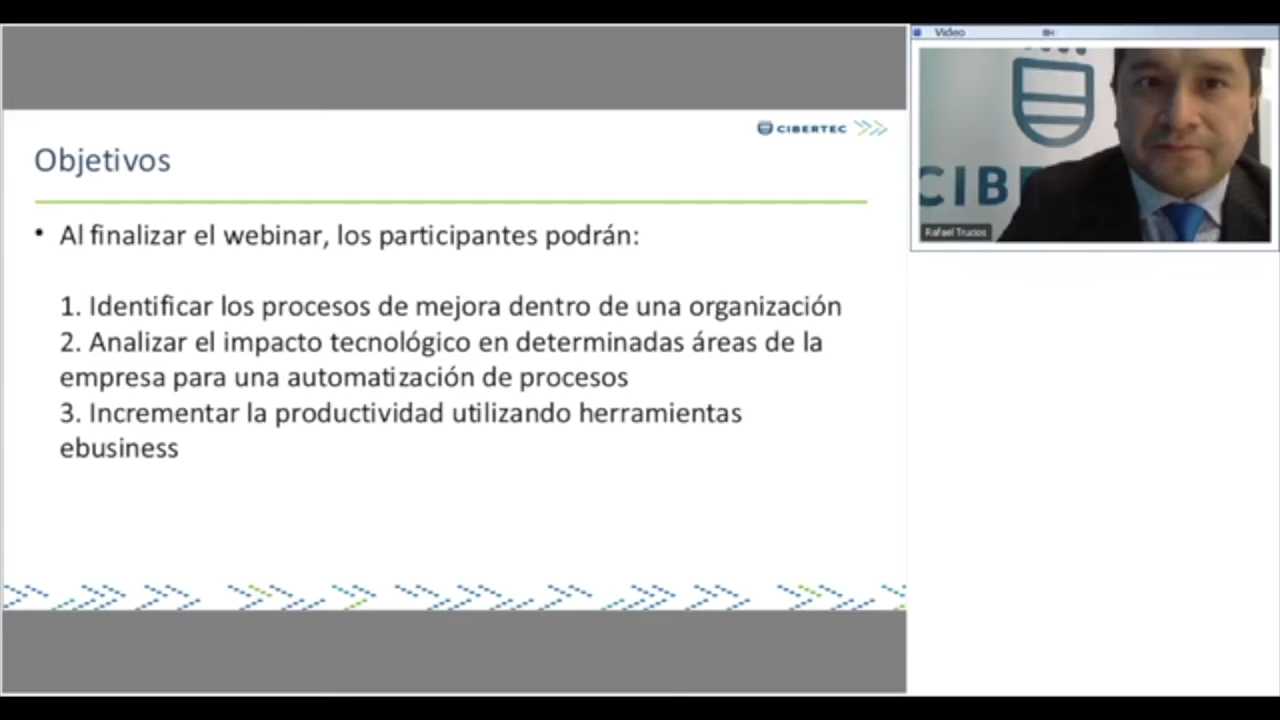 CIBERTEC
Objetivos
• Al finalizar el webinar, los participantes podrán:
1. Identificar los procesos de mejora dentro de una organización
2. Analizar el impacto tecnológico en determinadas áreas de la
empresa para una automatización de procesos
3. Incrementar la productividad utilizando herramientas
ebusiness
Video
CIB
Rafael Trucios